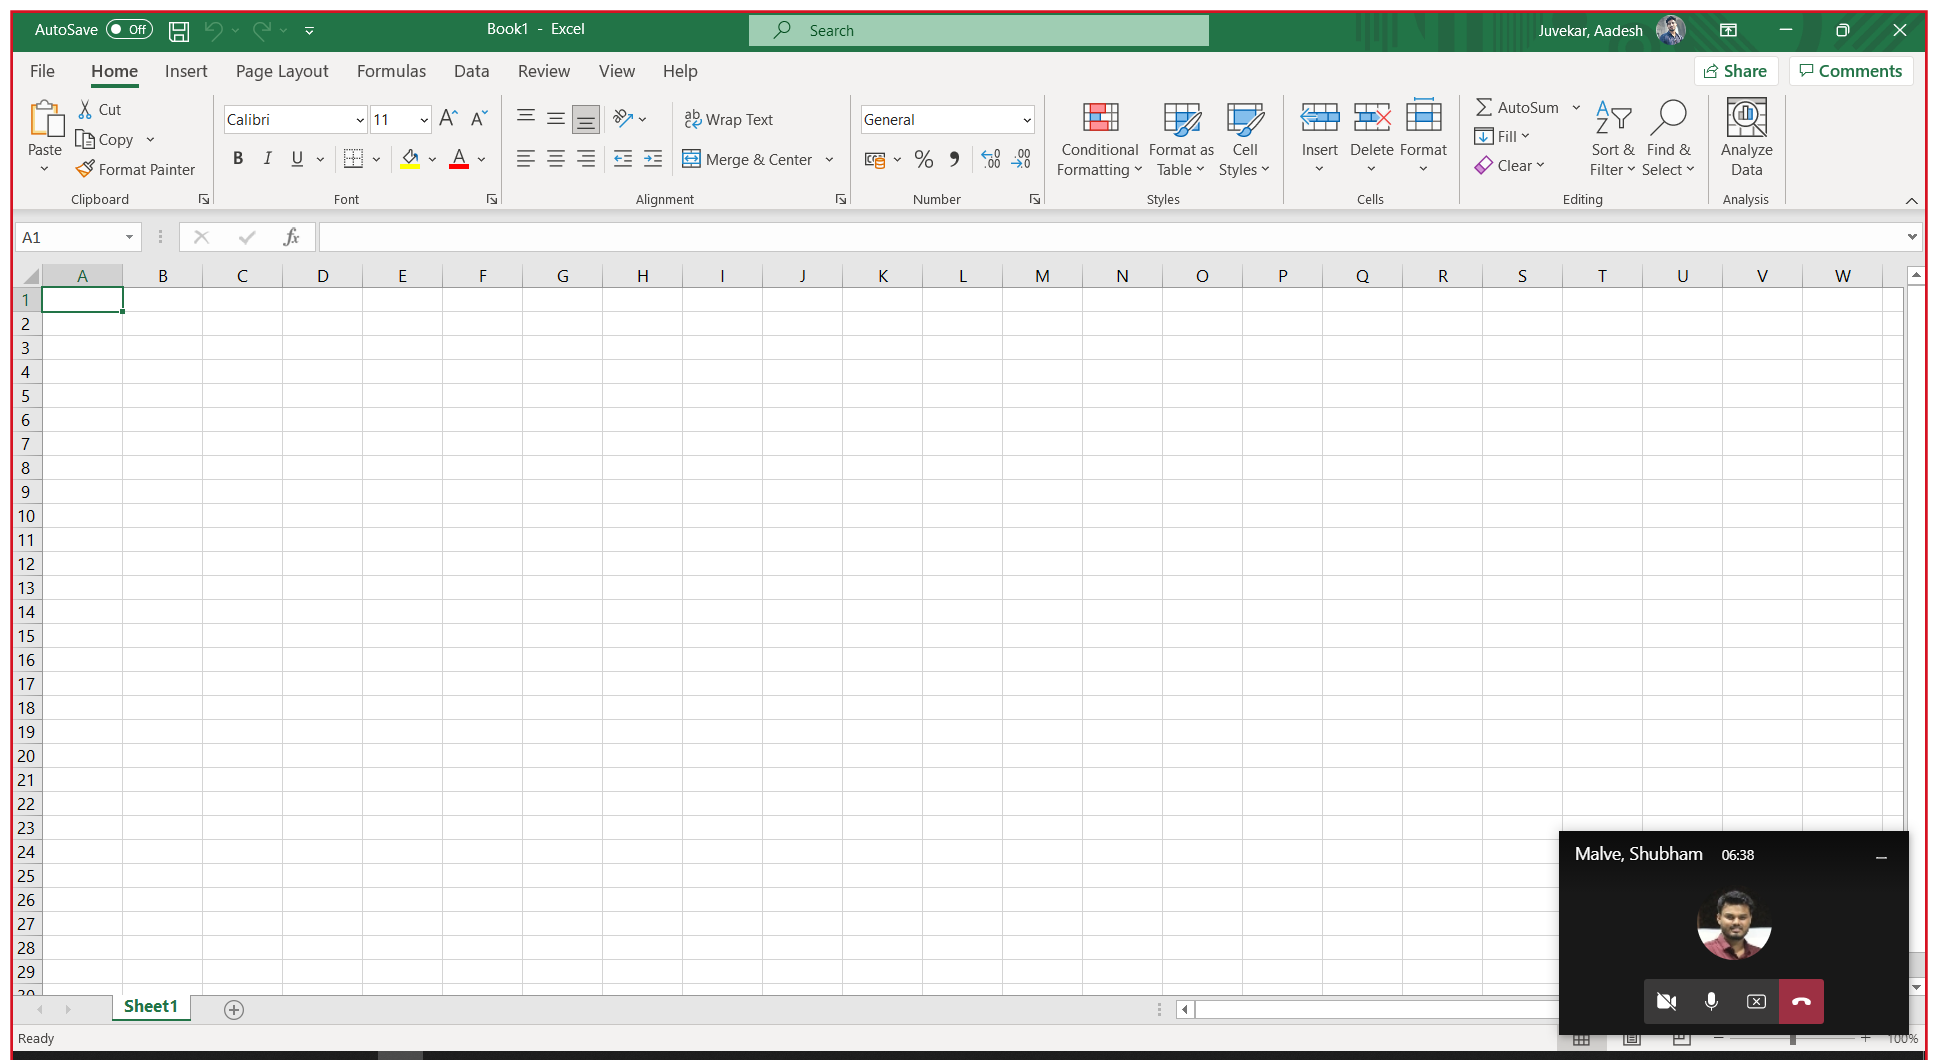 AutoSave Off Book1 - Excel Search Juvekar, Aadesh
File Home Insert Page Layout Formulas Data Review View Help Share Comments
Paste
Cut
Copy
Format Painter
Clipboard
Calibri 11
B I U A
Font
ab Wrap Text
Merge & Center
Alignment
General
% ,
Number
Conditional Formatting
Format as Table
Cell Styles
Styles
Insert Delete Format
Cells
AutoSum
Fill
Clear
Sort & Filter
Find & Select
Editing
Analyze Data
Analysis
A1 fx
A B C D E F G H I J K L M N O P Q R S T U V W
1
2
3
4
5
6
7
8
9
10
11
12
13
14
15
16
17
18
19
20
21
22
23
24
25
26
27
28
29
30
Malve, Shubham 06:38
Sheet1
Ready 100%